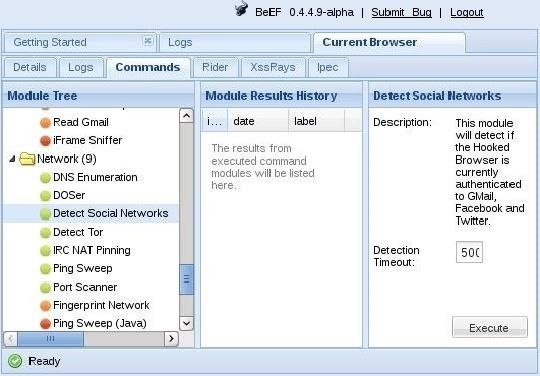 BeEF 0.4.4.9-alpha | Submit Bug | Logout
Getting Started
Logs
Current Browser
Details
Logs
Commands
Rider
XssRays
Ipec
Module Tree
Read Gmail
iFrame Sniffer
Network (9)
DNS Enumeration
DOSer
Detect Social Networks
Detect Tor
IRC NAT Pinning
Ping Sweep
Port Scanner
Fingerprint Network
Ping Sweep (Java)
Module Results History
i...
date
label
The results from
executed command
modules will be listed
here.
Detect Social Networks
Description:
This module
will detect if
the Hooked
Browser is
currently
authenticated
to GMail,
Facebook and
Twitter.
Detection
Timeout:
Execute
Ready